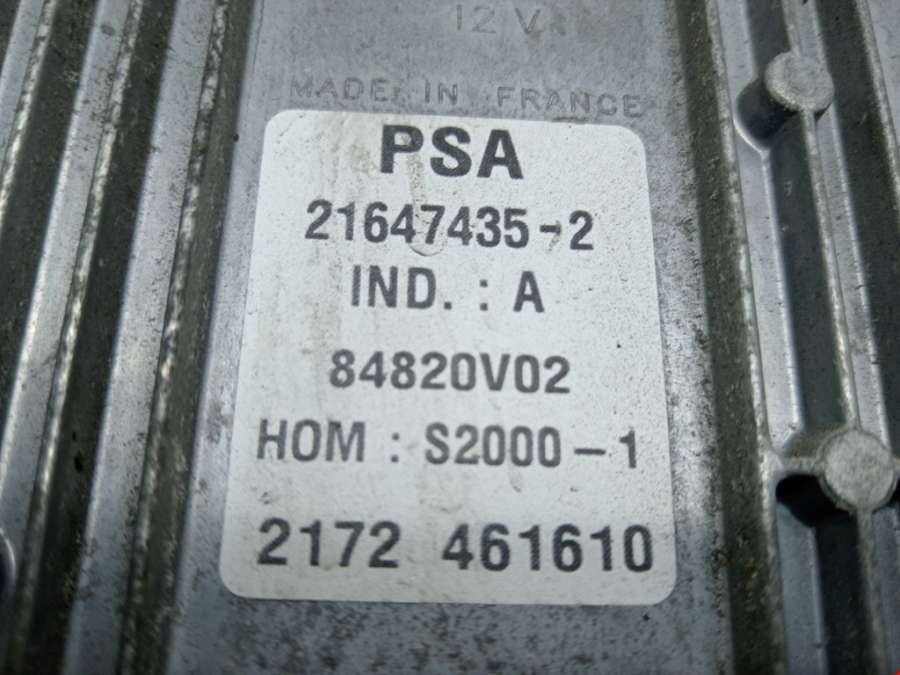 12 V
MADE IN FRANCE
PSA
21647435-2
IND. : A
84820V02
HOM : S2000-1
2172 461610